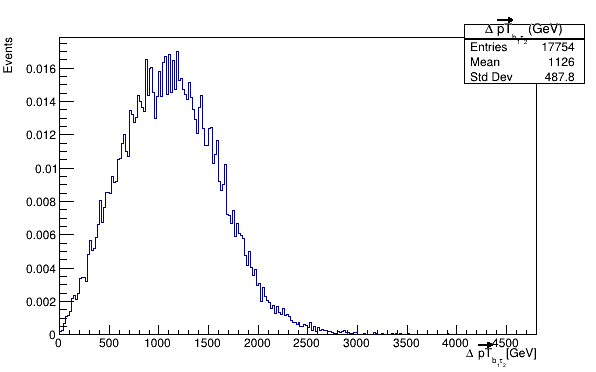 Δ pT b₁τ₂ (GeV)
Entries 17754
Mean 1126
Std Dev 487.8
Events
0.016
0.014
0.012
0.01
0.008
0.006
0.004
0.002
0
0 500 1000 1500 2000 2500 3000 3500 4000 4500
Δ pT b₁τ₂ [GeV]